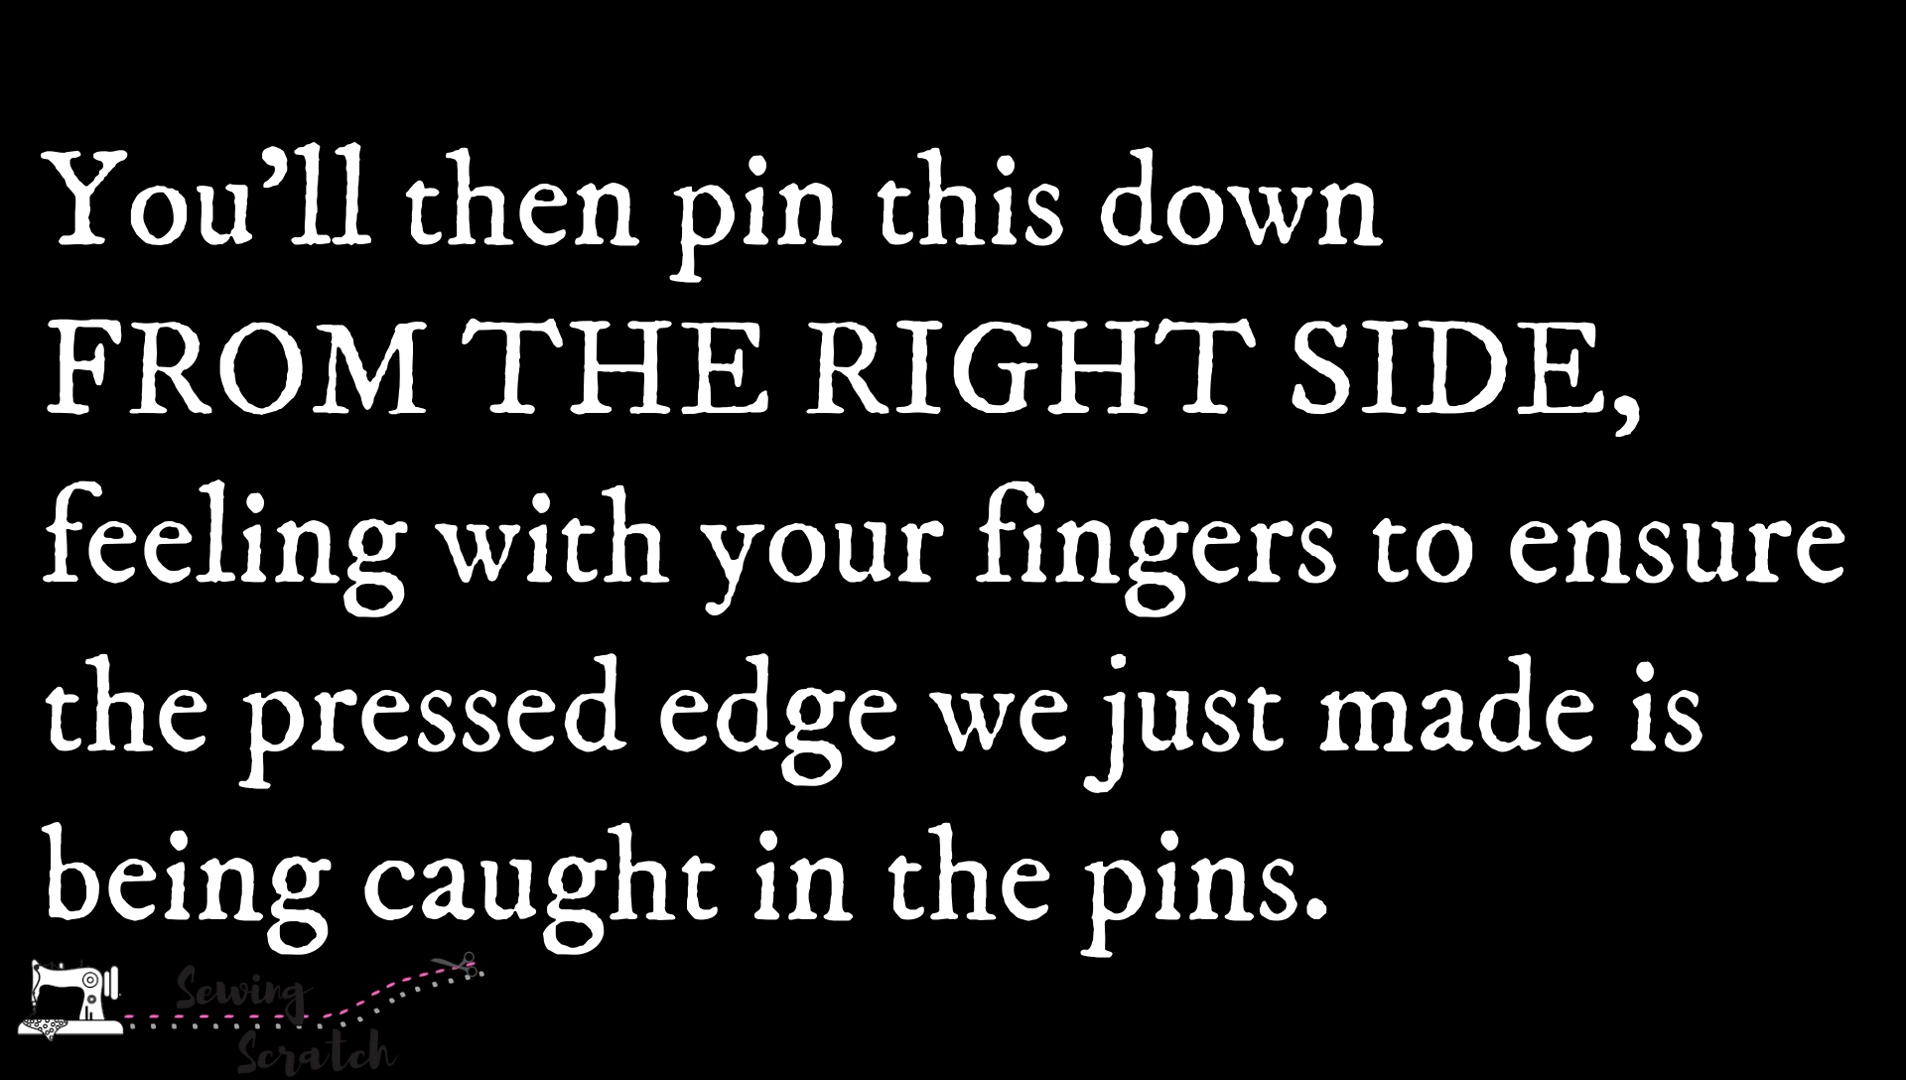 You’ll then pin this down
FROM THE RIGHT SIDE,
feeling with your fingers to ensure
the pressed edge we just made is
being caught in the pins.
Sewing
Scratch